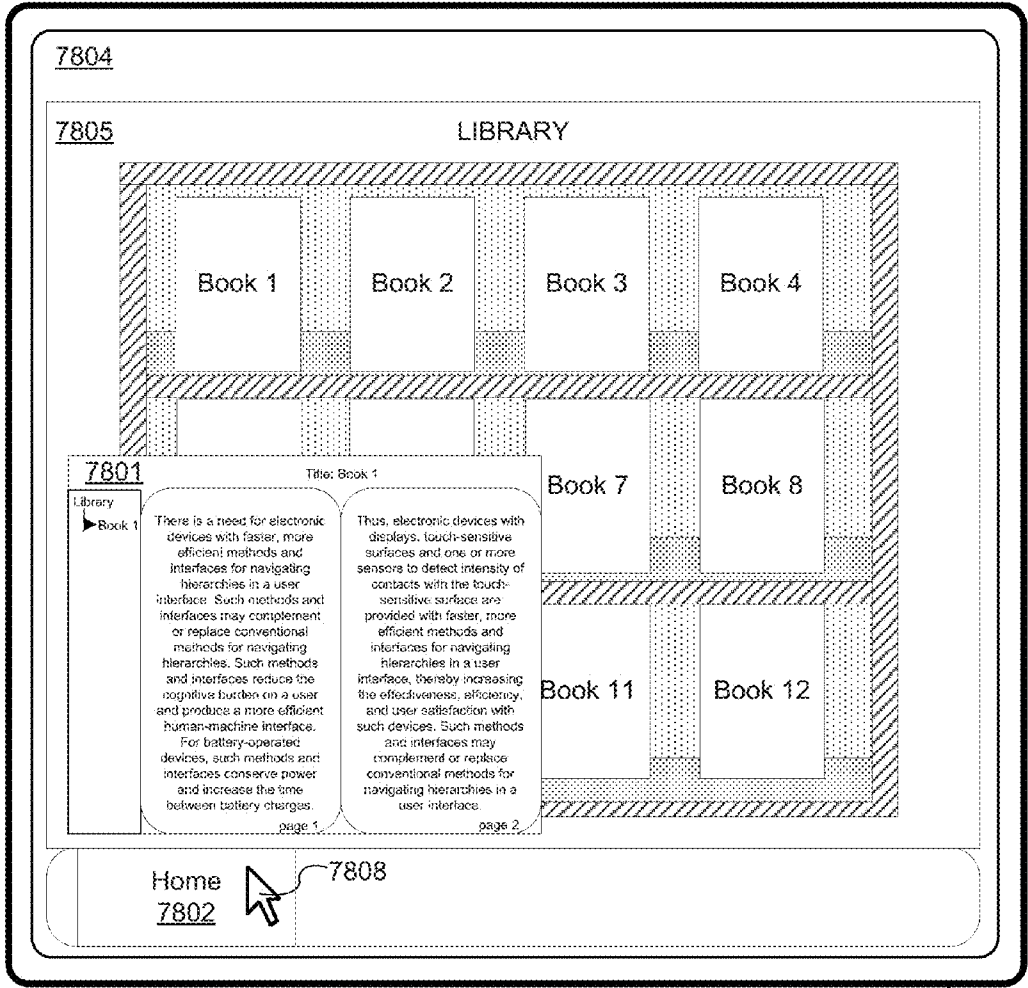 7804
7805
LIBRARY
Book 1
Book 2
Book 3
Book 4
Book 7
Book 8
Book 11
Book 12
7801
Title: Book 1
Library
Book 1
There is a need for electronic
devices with faster, more
efficient methods and
interfaces for navigating
hierarchies in a user
interface. Such methods and
interfaces may complement
or replace conventional
methods for navigating
hierarchies. Such methods
and interfaces reduce the
cognitive burden on a user
and produce a more efficient
human-machine interface.
For battery-operated
devices, such methods and
interfaces conserve power
and increase the time
between battery charges.
page 1
Thus, electronic devices with
displays, touch-sensitive
surfaces and one or more
sensors to detect intensity of
contacts with the touch-
sensitive surface are
provided with faster, more
efficient methods and
interfaces for navigating
hierarchies in a user
interface, thereby increasing
the effectiveness, efficiency,
and user satisfaction with
such devices. Such methods
and interfaces may
complement or replace
conventional methods for
navigating hierarchies in a
user interface.
page 2
Home
7802
7808